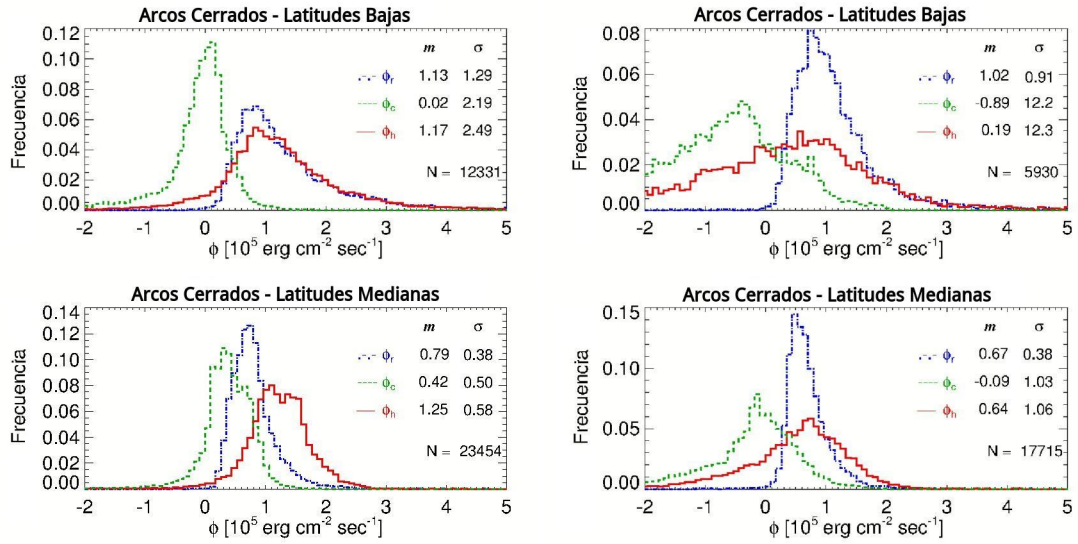 Arcos Cerrados - Latitudes Bajas
Frecuencia
0.12
0.10
0.08
0.06
0.04
0.02
0.00
m σ
ϕr 1.13 1.29
ϕc 0.02 2.19
ϕh 1.17 2.49
N = 12331
-2 -1 0 1 2 3 4 5
ϕ [10⁵ erg cm⁻² sec⁻¹]
Arcos Cerrados - Latitudes Bajas
Frecuencia
0.08
0.06
0.04
0.02
0.00
m σ
ϕr 1.02 0.91
ϕc -0.89 12.2
ϕh 0.19 12.3
N = 5930
-2 -1 0 1 2 3 4 5
ϕ [10⁵ erg cm⁻² sec⁻¹]
Arcos Cerrados - Latitudes Medianas
Frecuencia
0.14
0.12
0.10
0.08
0.06
0.04
0.02
0.00
m σ
ϕr 0.79 0.38
ϕc 0.42 0.50
ϕh 1.25 0.58
N = 23454
-2 -1 0 1 2 3 4 5
ϕ [10⁵ erg cm⁻² sec⁻¹]
Arcos Cerrados - Latitudes Medianas
Frecuencia
0.15
0.10
0.05
0.00
m σ
ϕr 0.67 0.38
ϕc -0.09 1.03
ϕh 0.64 1.06
N = 17715
-2 -1 0 1 2 3 4 5
ϕ [10⁵ erg cm⁻² sec⁻¹]